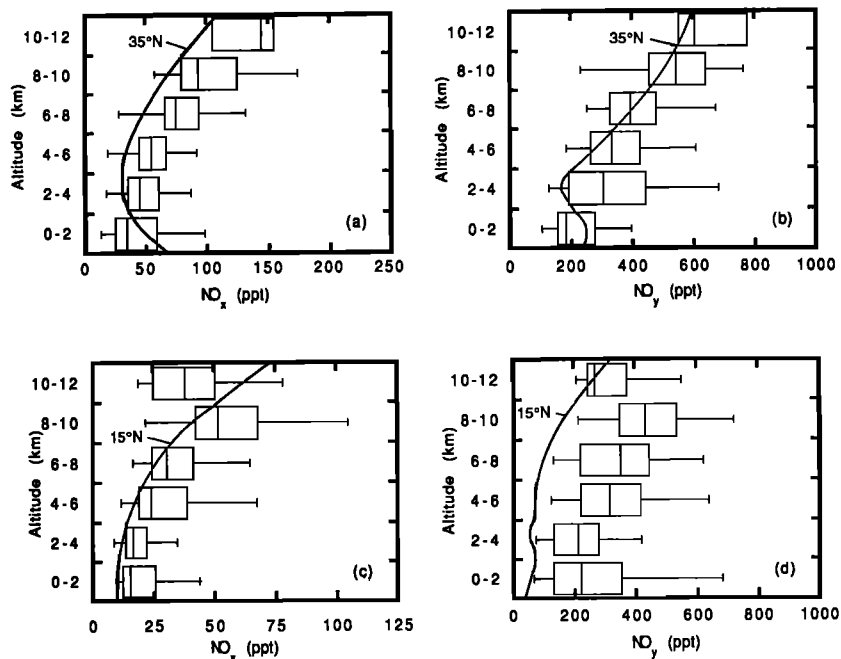 Altitude (km)
10-12
8-10
6-8
4-6
2-4
0-2
35°N
(a)
0 50 100 150 200 250
NOx (ppt)
Altitude (km)
10-12
8-10
6-8
4-6
2-4
0-2
35°N
(b)
0 200 400 600 800 1000
NOy (ppt)
Altitude (km)
10-12
8-10
6-8
4-6
2-4
0-2
15°N
(c)
0 25 50 75 100 125
NOx (ppt)
Altitude (km)
10-12
8-10
6-8
4-6
2-4
0-2
15°N
(d)
0 200 400 600 800 1000
NOy (ppt)